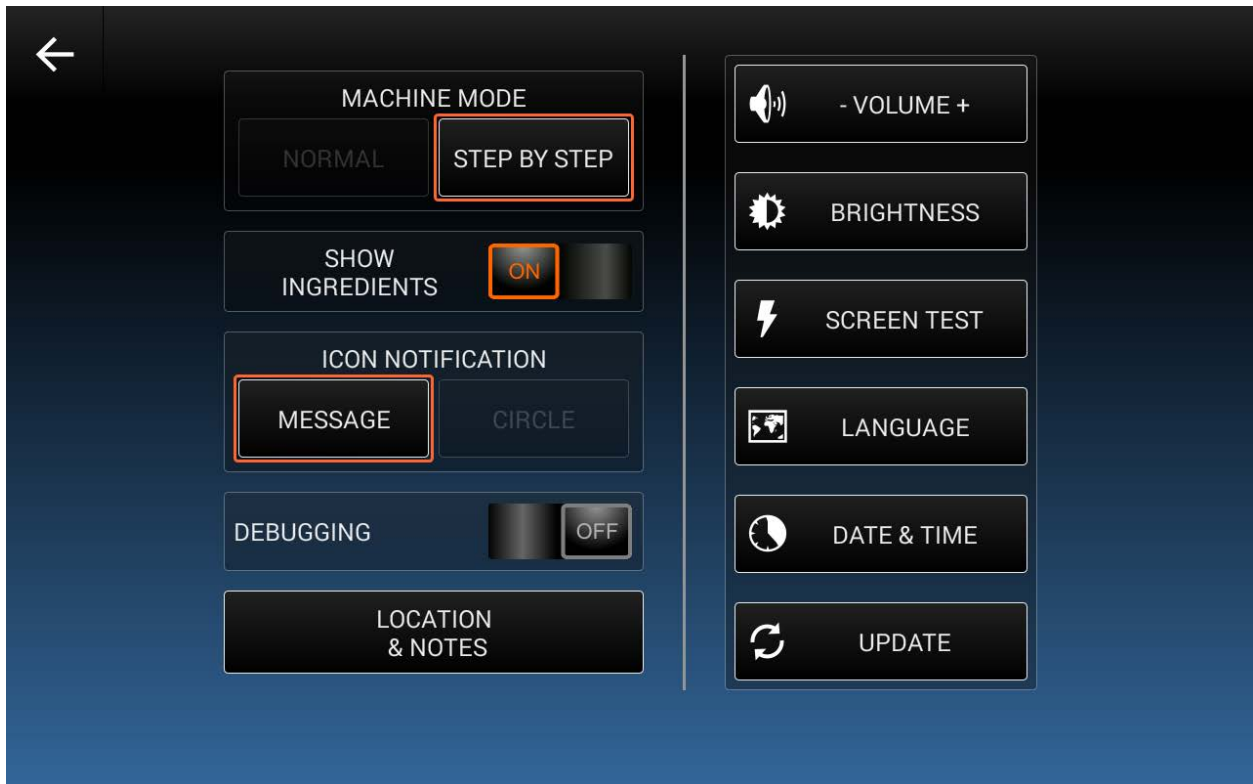 MACHINE MODE
NORMAL
STEP BY STEP
SHOW
INGREDIENTS
ON
ICON NOTIFICATION
MESSAGE
CIRCLE
DEBUGGING
OFF
LOCATION
& NOTES
- VOLUME +
BRIGHTNESS
SCREEN TEST
LANGUAGE
DATE & TIME
UPDATE